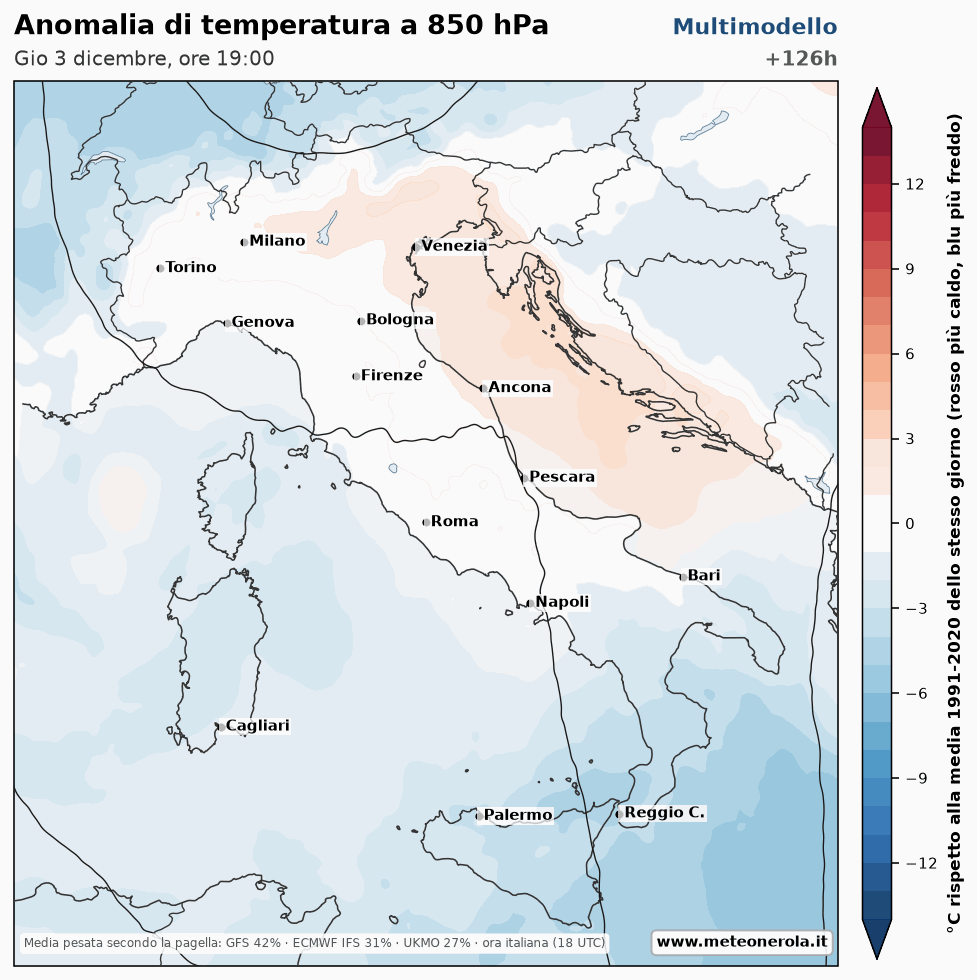 Anomalia di temperatura a 850 hPa
Multimodello
Gio 3 dicembre, ore 19:00
+126h
Milano
Venezia
Torino
Genova
Bologna
Firenze
Ancona
Pescara
Roma
Bari
Napoli
Cagliari
Palermo
Reggio C.
12
9
6
3
0
−3
−6
−9
−12
°C rispetto alla media 1991-2020 dello stesso giorno (rosso più caldo, blu più freddo)
Media pesata secondo la pagella: GFS 42% · ECMWF IFS 31% · UKMO 27% · ora italiana (18 UTC)
www.meteonerola.it